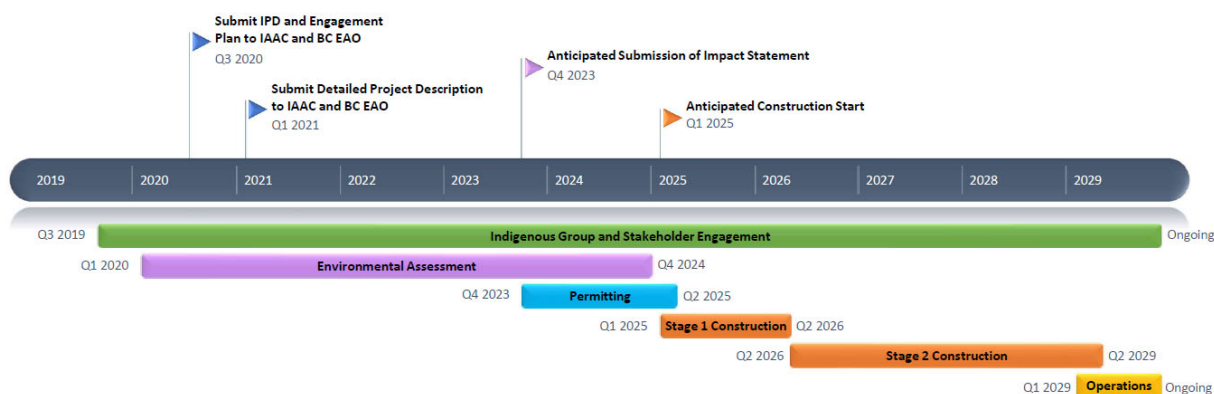 Submit IPD and Engagement
Plan to IAAC and BC EAO
Q3 2020
Anticipated Submission of Impact Statement
Q4 2023
Submit Detailed Project Description
to IAAC and BC EAO
Q1 2021
Anticipated Construction Start
Q1 2025
2019 2020 2021 2022 2023 2024 2025 2026 2027 2028 2029
Q3 2019 Indigenous Group and Stakeholder Engagement Ongoing
Q1 2020 Environmental Assessment Q4 2024
Q4 2023 Permitting Q2 2025
Q1 2025 Stage 1 Construction Q2 2026
Q2 2026 Stage 2 Construction Q2 2029
Q1 2029 Operations Ongoing